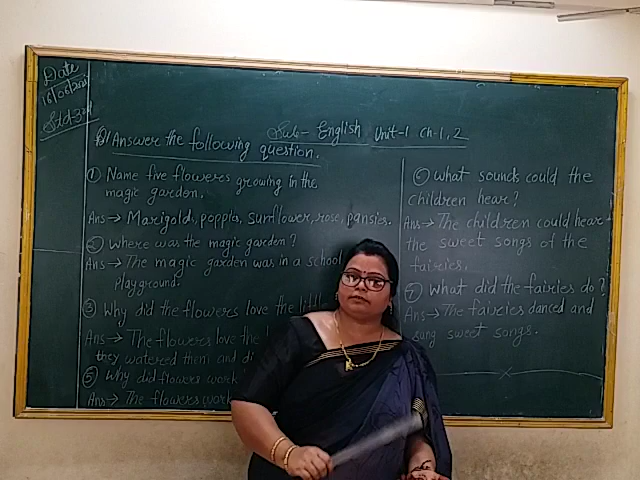 Date
16/06/2021
Std-3rd
Sub- English Unit-1 Ch-1,2
B/ Answer the following question.
① Name five flowers growing in the
magic garden.
Ans → Marigold, poppis, Sunflower, rose, pansies.
② Where was the magic garden?
Ans → The magic garden was in a school
playground.
③ Why did the flowers love the little
Ans → The flowers love the
they watered them and di
⑤ Why did flowers work
Ans → The flowers work
⑥ What sounds could the
children hear?
Ans → The children could hear
the sweet songs of the
fairies.
⑦ What did the fairies do?
Ans → The fairies danced and
sung sweet songs.